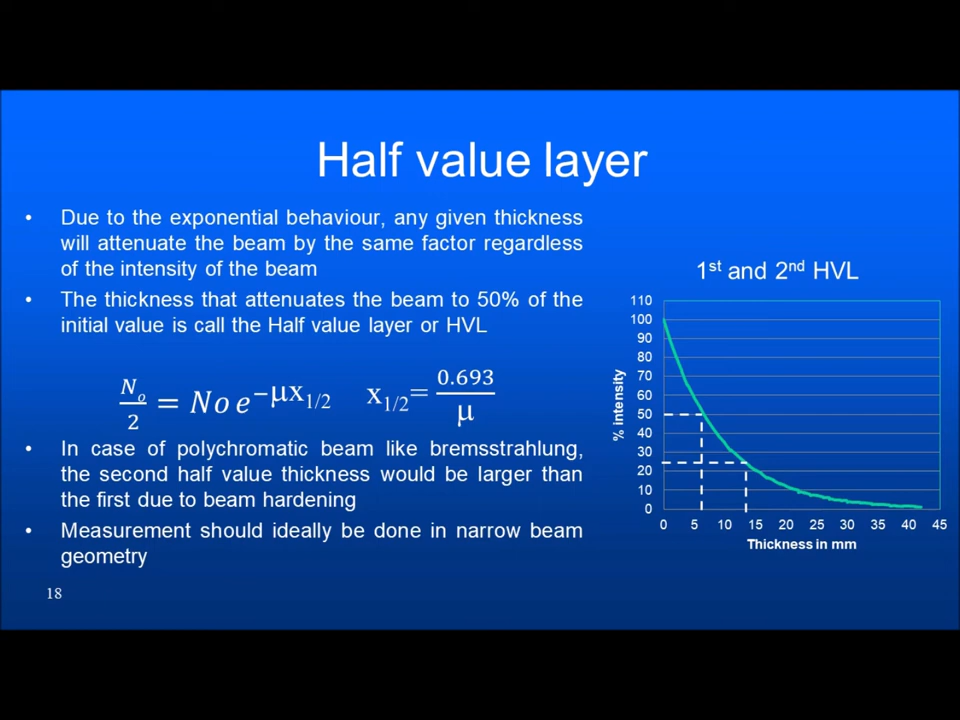 Half value layer
• Due to the exponential behaviour, any given thickness
will attenuate the beam by the same factor regardless
of the intensity of the beam
• The thickness that attenuates the beam to 50% of the
initial value is call the Half value layer or HVL
N₀/2 = No e^−μx_1/2   x_1/2 = 0.693/μ
• In case of polychromatic beam like bremsstrahlung,
the second half value thickness would be larger than
the first due to beam hardening
• Measurement should ideally be done in narrow beam
geometry
18
1st and 2nd HVL
110
100
90
80
70
60
50
40
30
20
10
0
% intensity
0 5 10 15 20 25 30 35 40 45
Thickness in mm